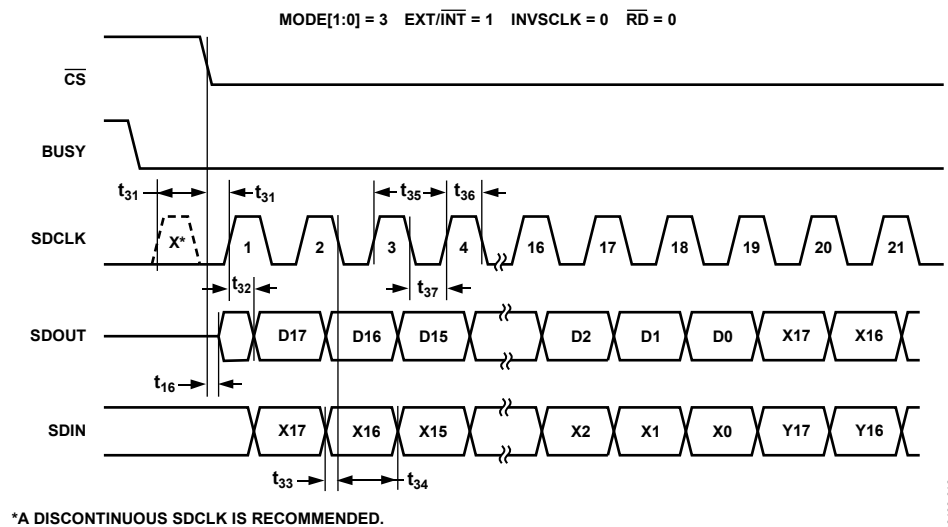 MODE[1:0] = 3 EXT/INT = 1 INVSCLK = 0 RD = 0
CS
BUSY
t31 t31 t35 t36
SDCLK X* 1 2 3 4 16 17 18 19 20 21
t32 t37
SDOUT D17 D16 D15 D2 D1 D0 X17 X16
t16
SDIN X17 X16 X15 X2 X1 X0 Y17 Y16
t33 t34
*A DISCONTINUOUS SDCLK IS RECOMMENDED.